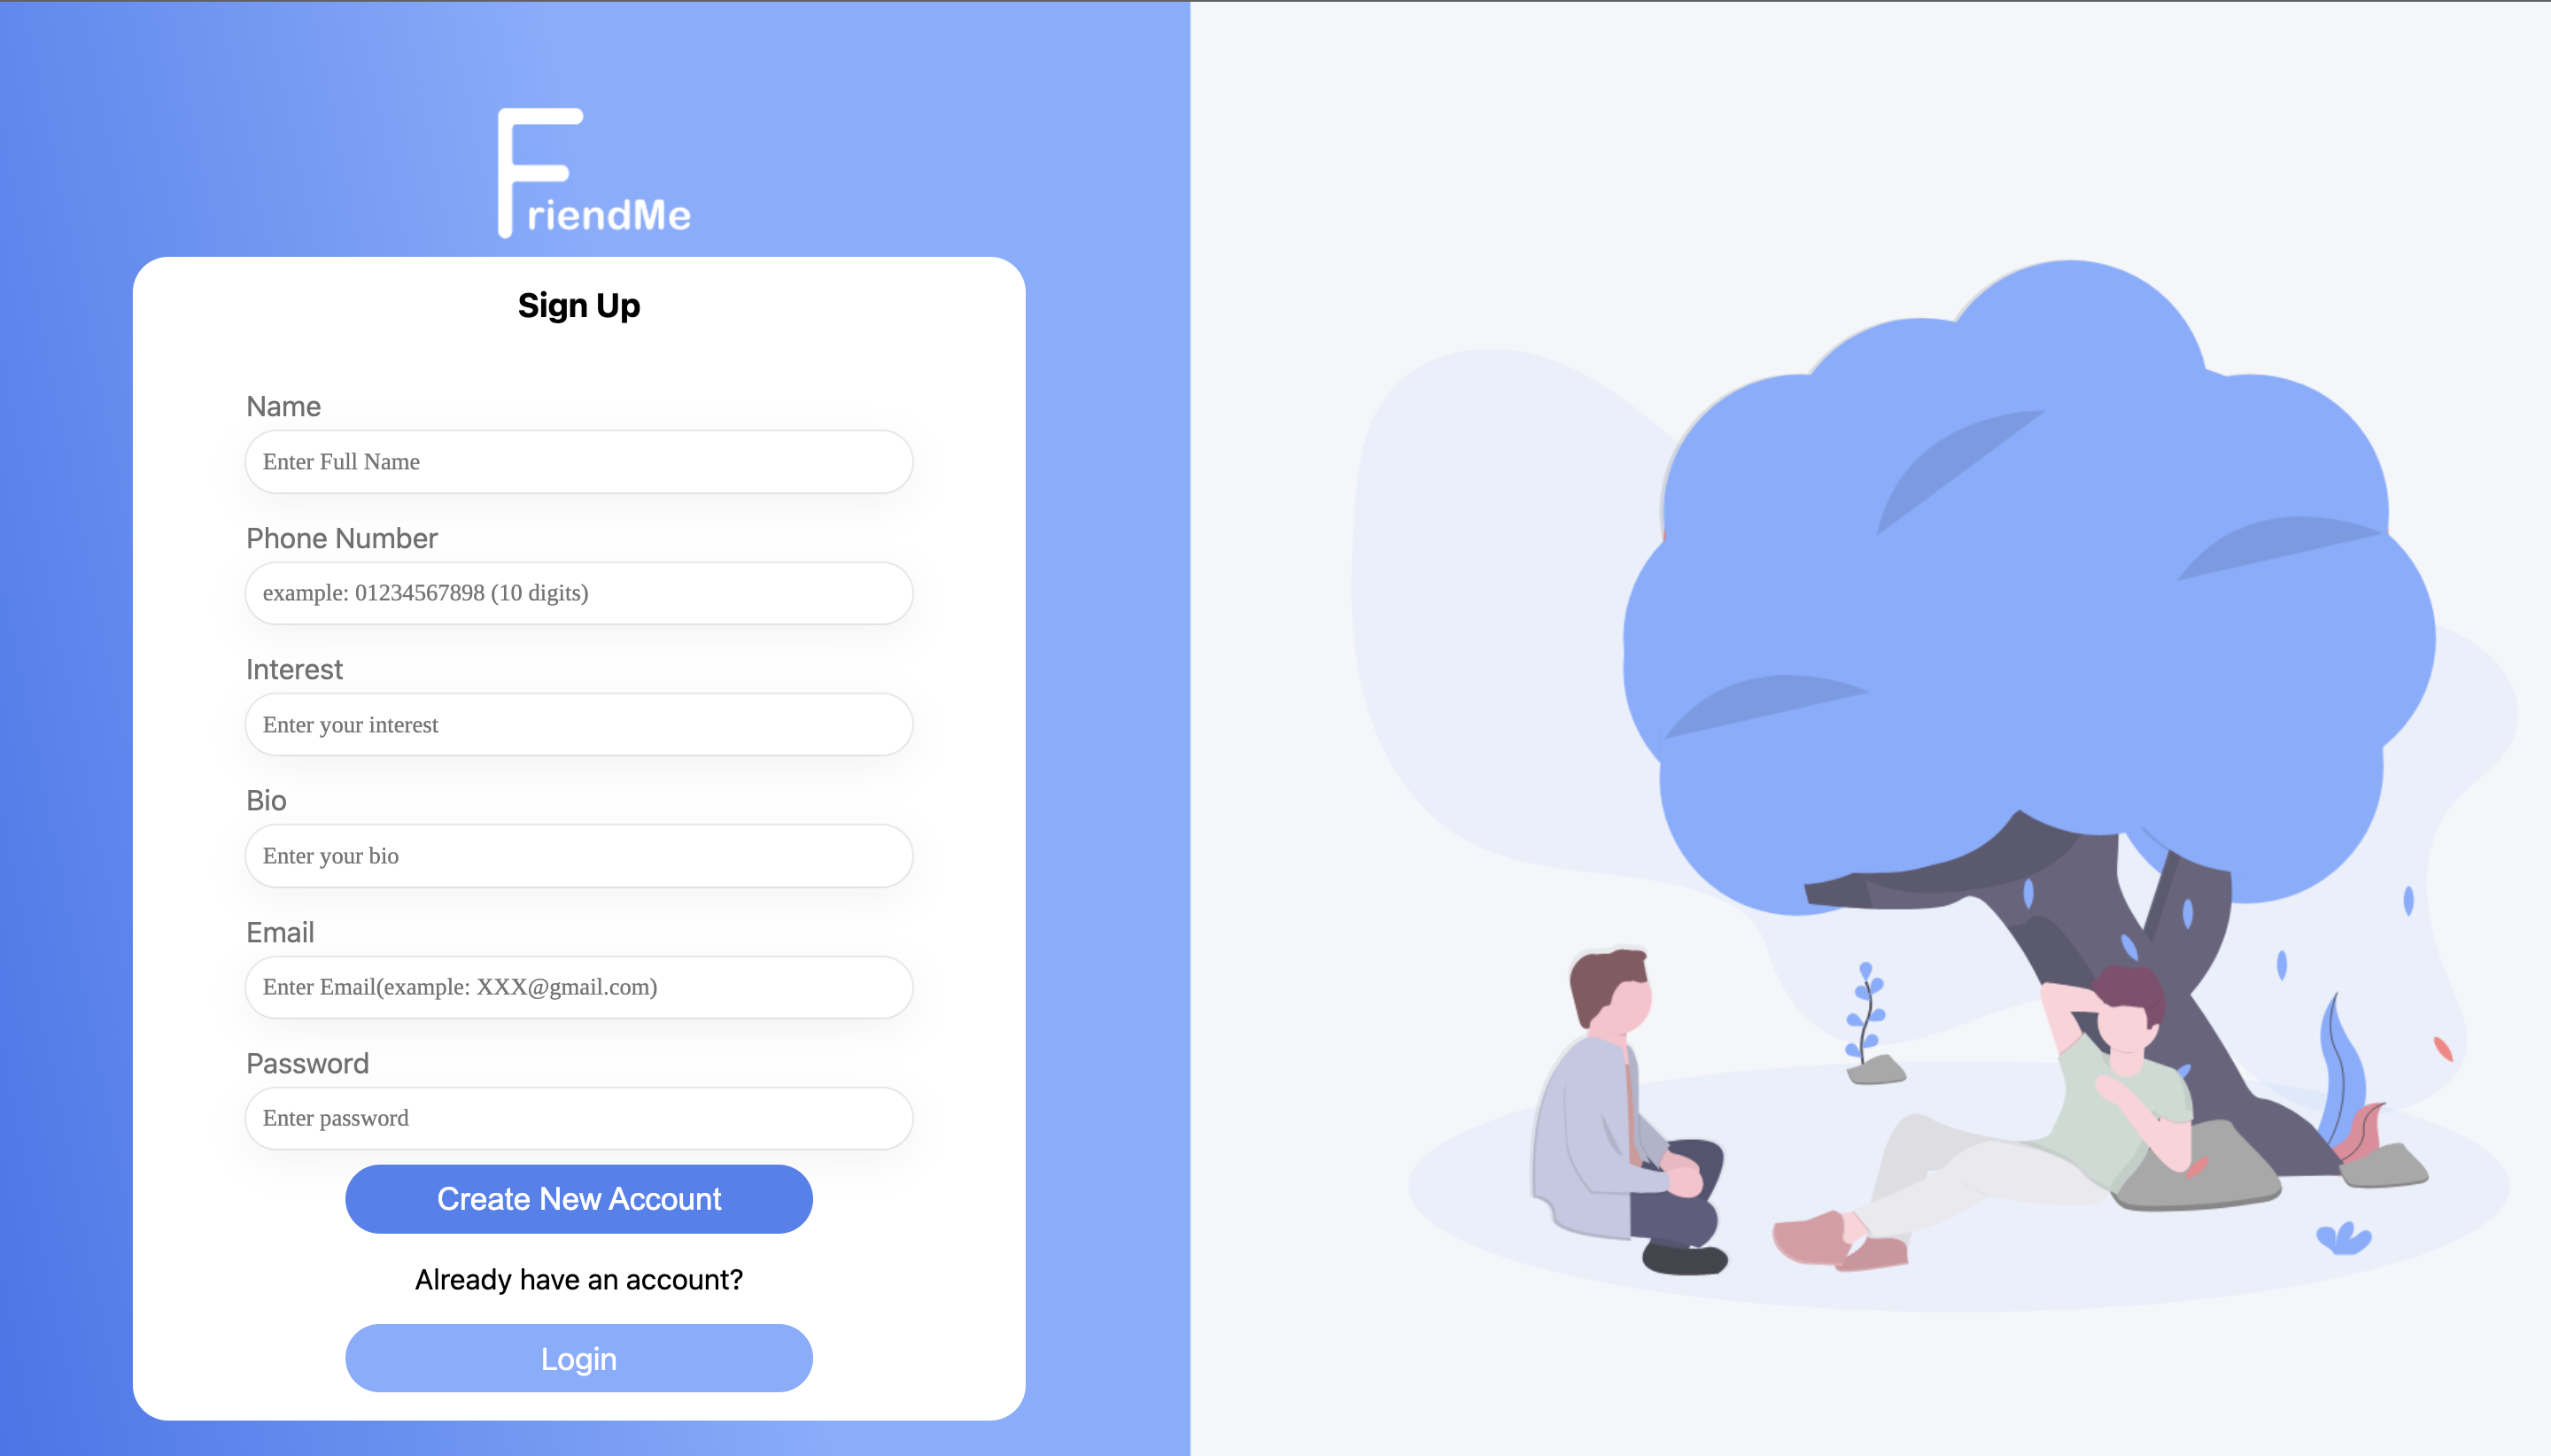 FriendMe
Sign Up
Name
Enter Full Name
Phone Number
example: 01234567898 (10 digits)
Interest
Enter your interest
Bio
Enter your bio
Email
Enter Email(example: XXX@gmail.com)
Password
Enter password
Create New Account
Already have an account?
Login